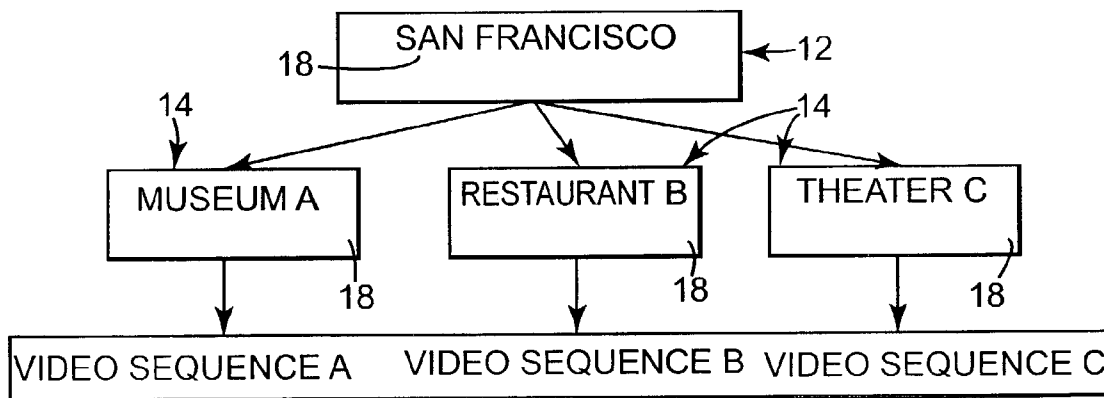 SAN FRANCISCO
18
12
14
14
MUSEUM A
RESTAURANT B
THEATER C
18
18
18
VIDEO SEQUENCE A VIDEO SEQUENCE B VIDEO SEQUENCE C